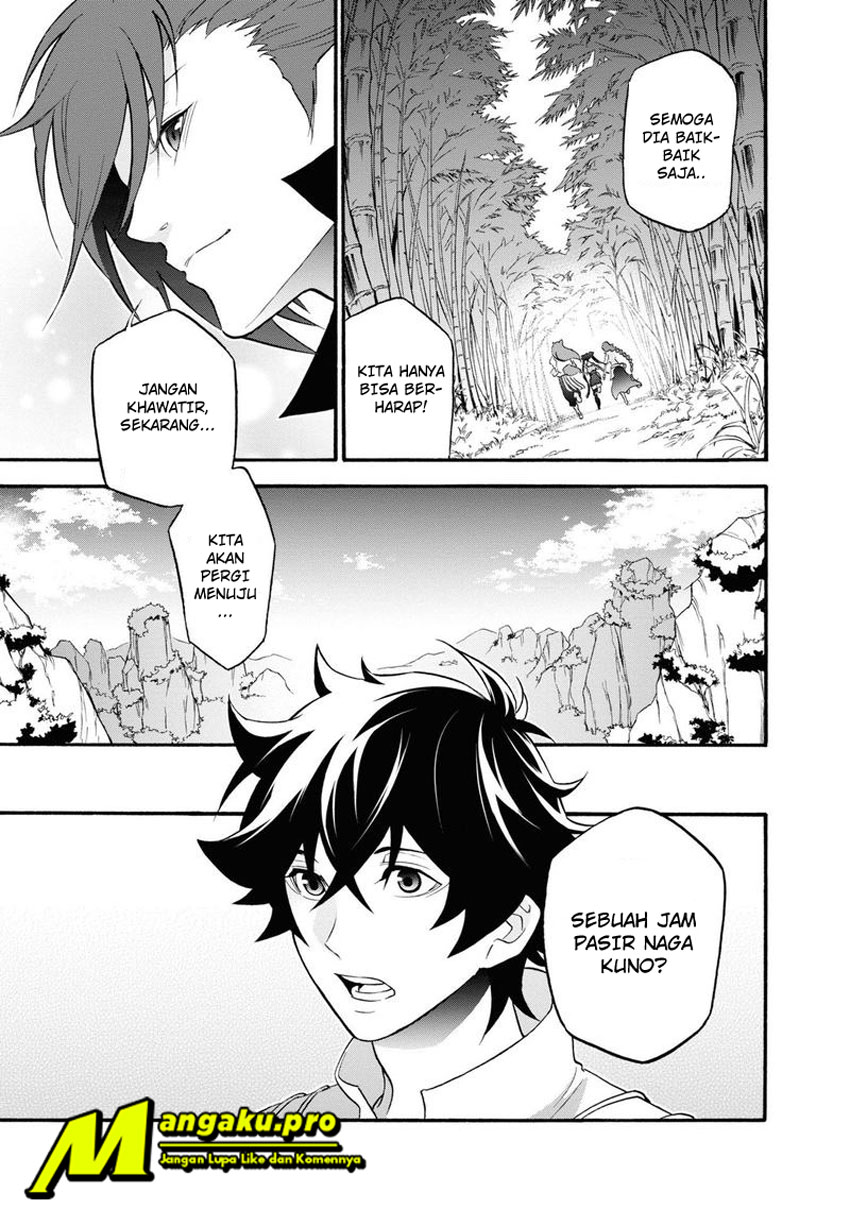 SEMOGA
DIA BAIK-
BAIK
SAJA..
KITA HANYA
BISA BER-
HARAP!
JANGAN
KHAWATIR,
SEKARANG...
KITA
AKAN
PERGI
MENUJU
...
SEBUAH JAM
PASIR NAGA
KUNO?
Mangaku.pro
Jangan Lupa Like dan Komennya